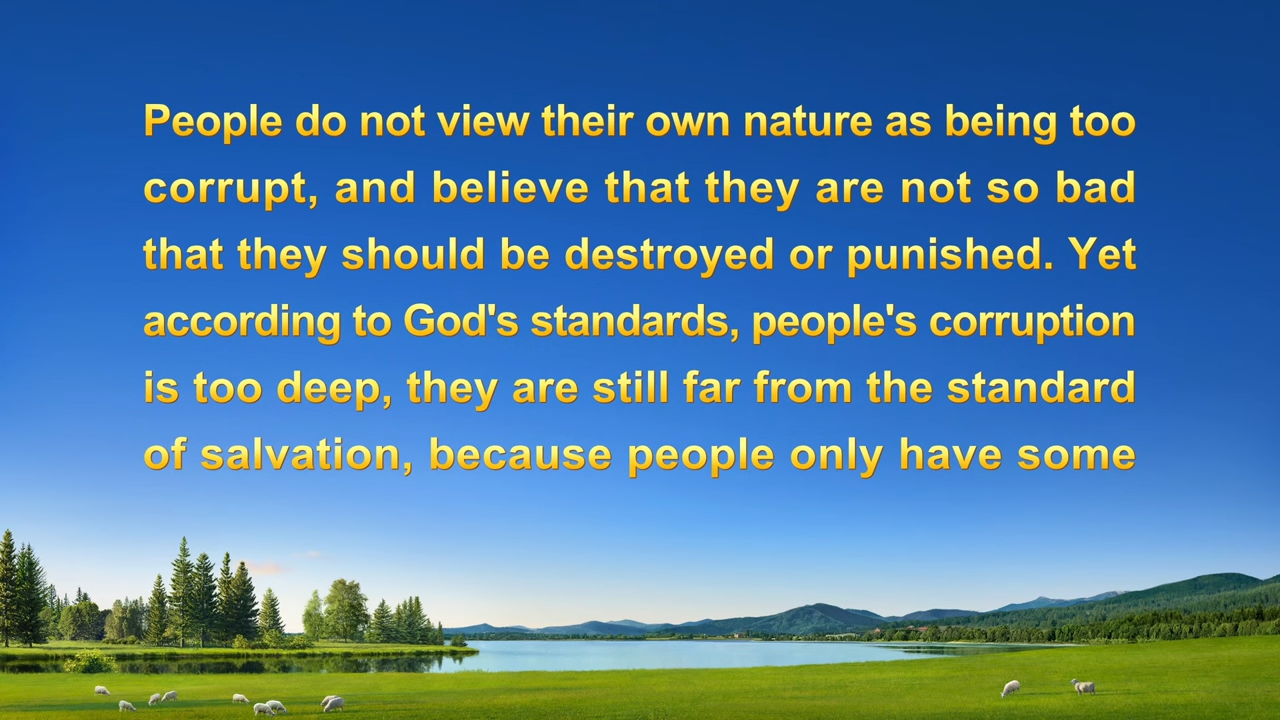 People do not view their own nature as being too
corrupt, and believe that they are not so bad
that they should be destroyed or punished. Yet
according to God's standards, people's corruption
is too deep, they are still far from the standard
of salvation, because people only have some